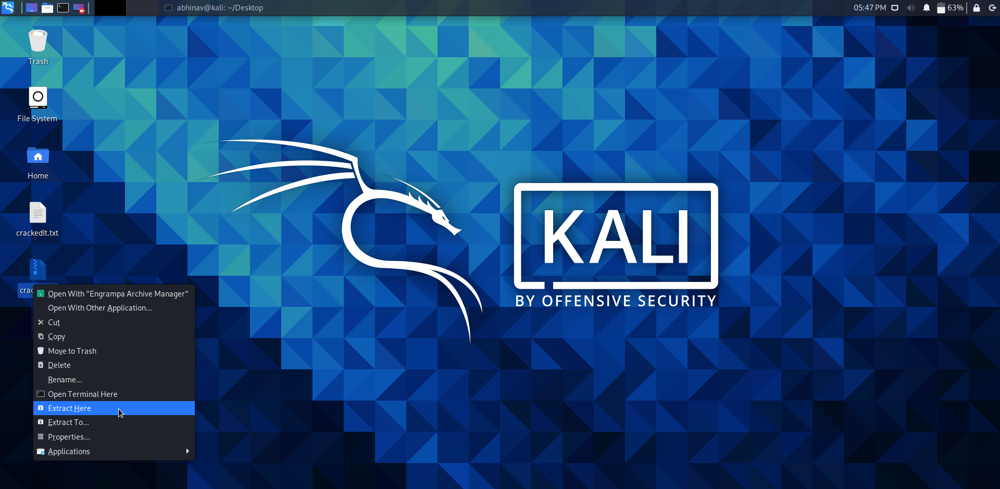 abhinav@kali: ~/Desktop
05:47 PM
63%
Trash
File System
Home
crackedIt.txt
KALI
BY OFFENSIVE SECURITY
Open With "Engrampa Archive Manager"
Open With Other Application...
Cut
Copy
Move to Trash
Delete
Rename...
Open Terminal Here
Extract Here
Extract To...
Properties...
Applications